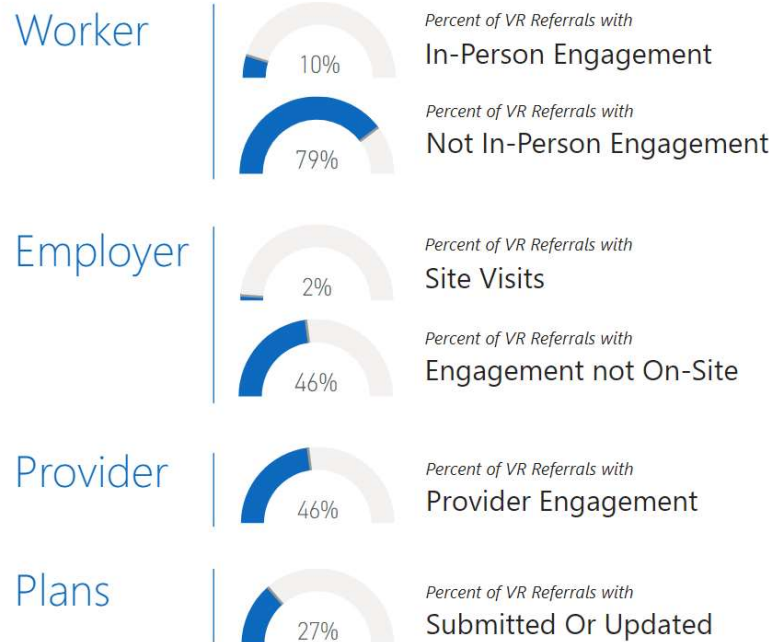 Worker
10%
Percent of VR Referrals with
In-Person Engagement
79%
Percent of VR Referrals with
Not In-Person Engagement
Employer
2%
Percent of VR Referrals with
Site Visits
46%
Percent of VR Referrals with
Engagement not On-Site
Provider
46%
Percent of VR Referrals with
Provider Engagement
Plans
27%
Percent of VR Referrals with
Submitted Or Updated